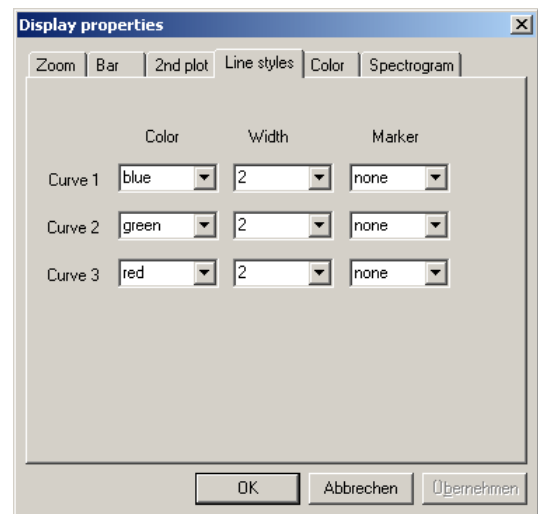 Display properties
Zoom Bar 2nd plot Line styles Color Spectrogram
Color Width Marker
Curve 1 blue 2 none
Curve 2 green 2 none
Curve 3 red 2 none
OK Abbrechen Übernehmen